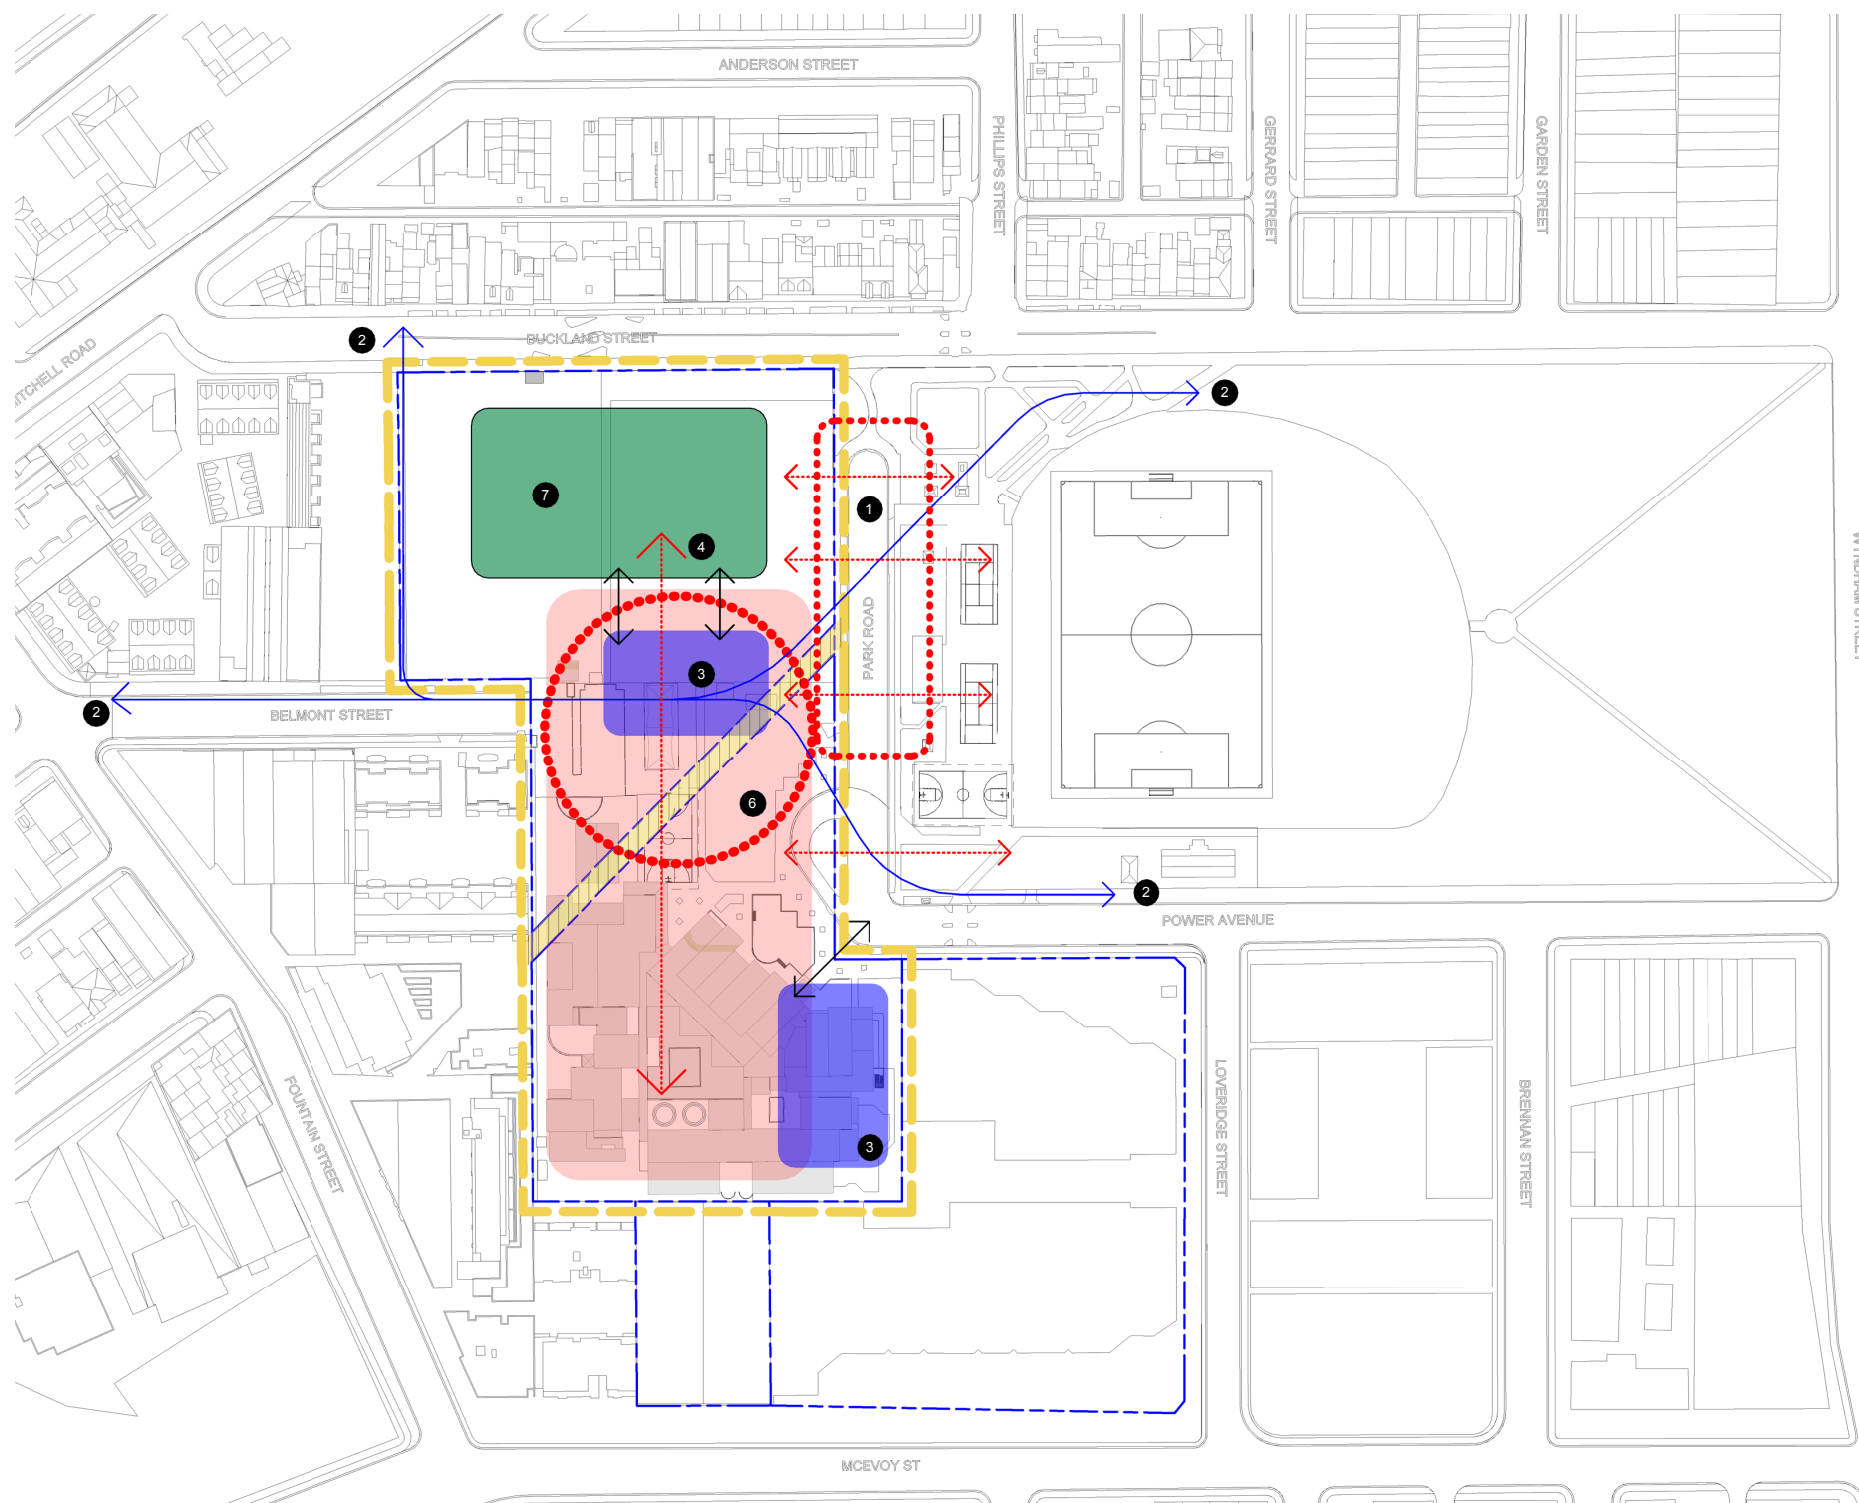 ANDERSON STREET
PHILLIPS STREET
GERRARD STREET
GARDEN STREET
2
BUCKLAND STREET
MITCHELL ROAD
2
7
1
4
PARK ROAD
3
2
BELMONT STREET
6
2
POWER AVENUE
3
FOUNTAIN STREET
LOVERIDGE STREET
BRENNAN STREET
MCEVOY ST